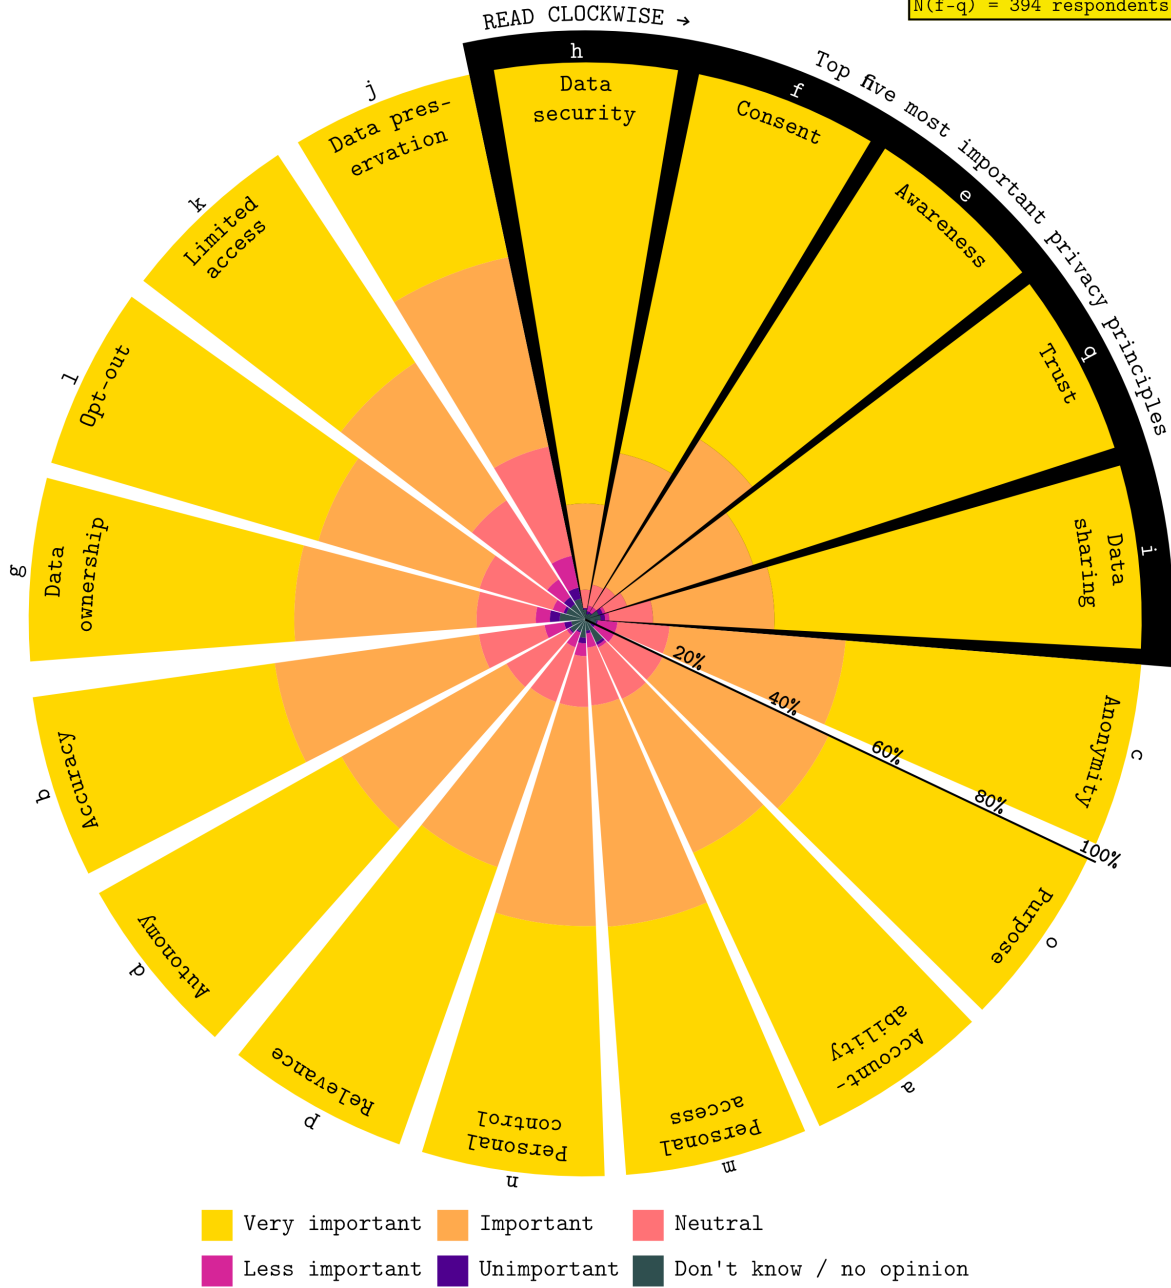 N(f-q) = 394 respondents
READ CLOCKWISE →
Top five most important privacy principles
h
Data
security
f
Consent
e
Awareness
q
Trust
i
Data
sharing
c
Anonymity
o
Purpose
a
Account-
ability
m
Personal
access
n
Personal
control
p
Relevance
d
Autonomy
b
Accuracy
g
Data
ownership
l
Opt-out
k
Limited
access
j
Data pres-
ervation
20%
40%
60%
80%
100%
Very important
Important
Neutral
Less important
Unimportant
Don't know / no opinion